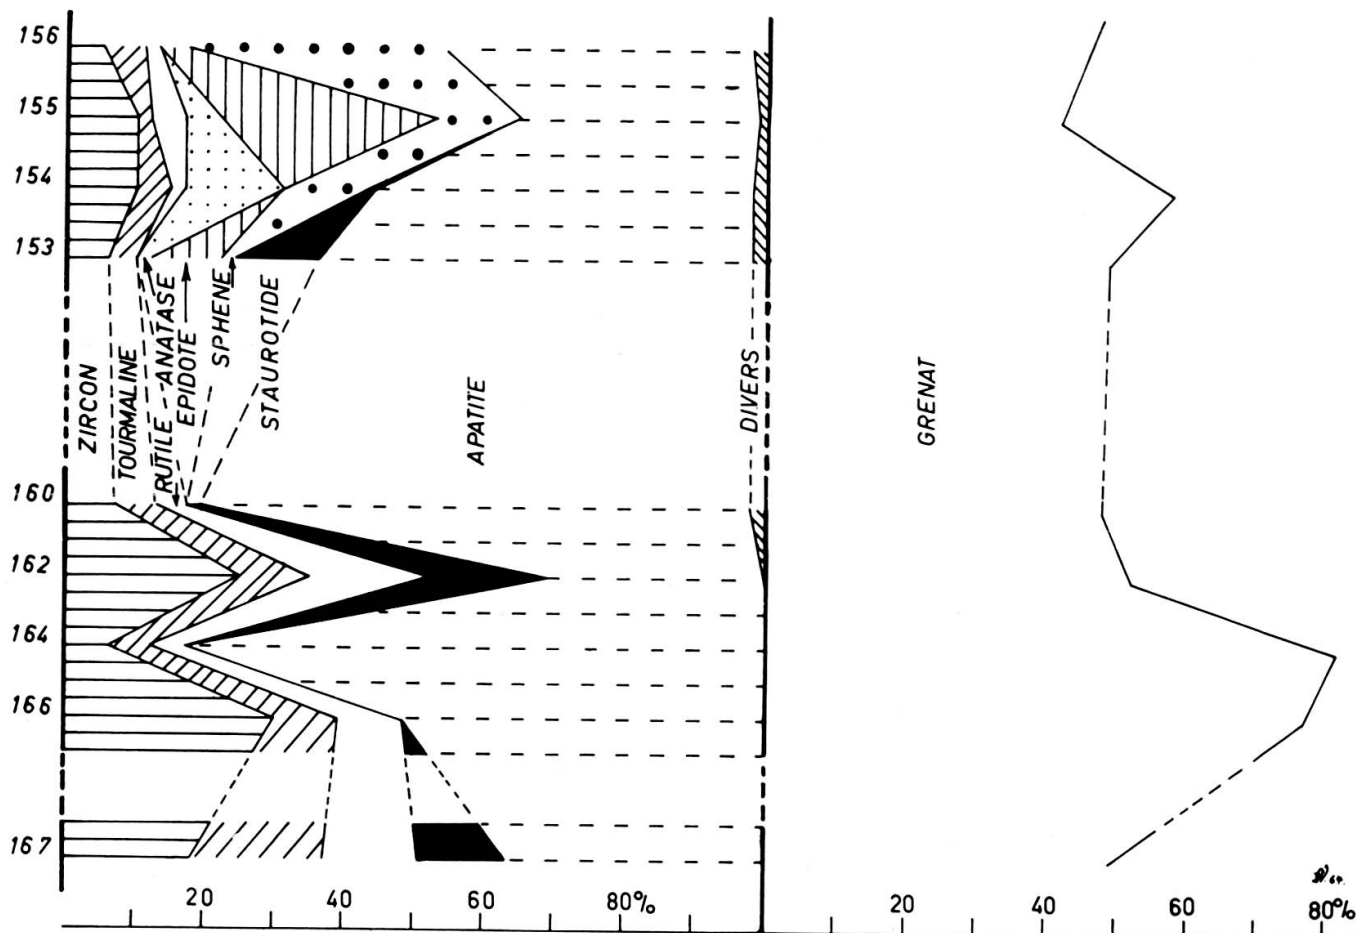 156
155
154
153
ZIRCON
TOURMALINE
RUTILE
ANATASE
EPIDOTE
SPHENE
STAUROTIDE
APATITE
DIVERS
GRENAT
160
162
164
166
167
20
40
60
80%
20
40
60
80%